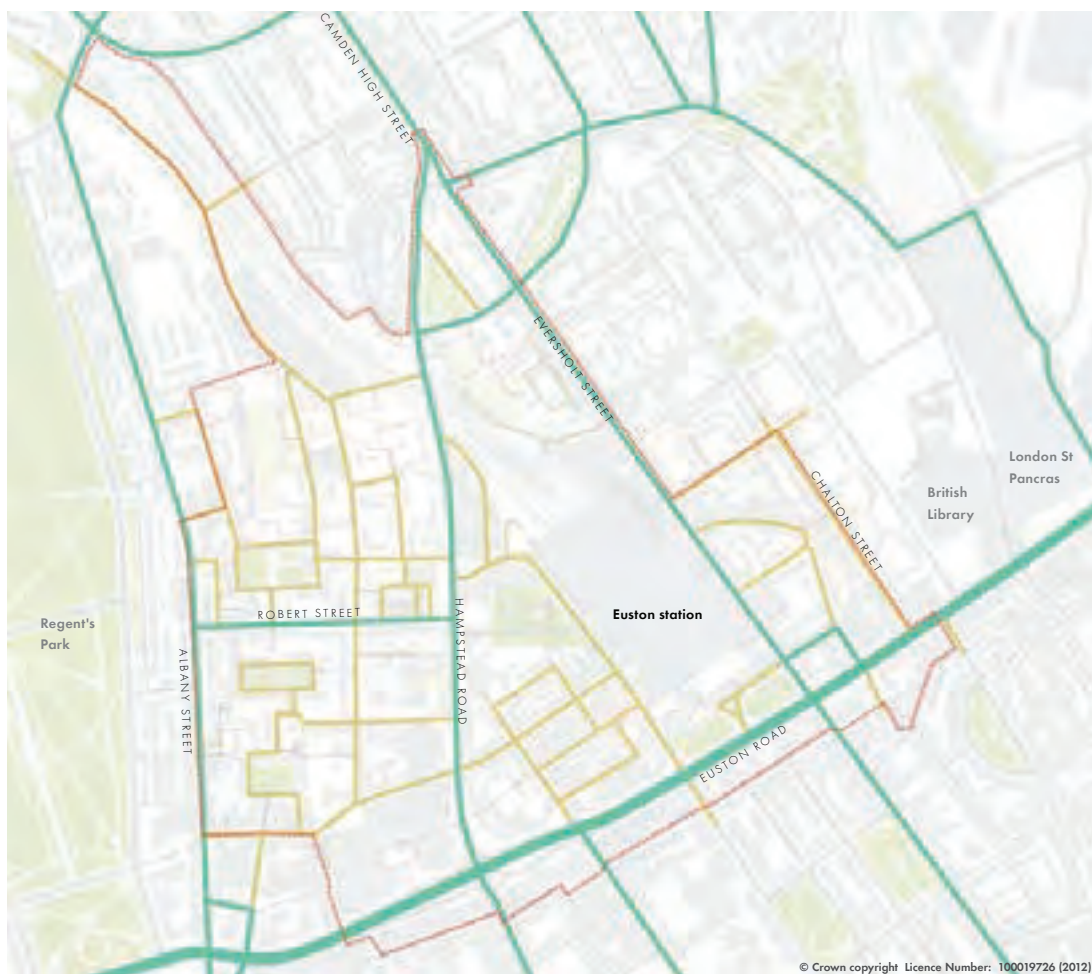 CAMDEN HIGH STREET
EVERSHOLT STREET
CHALTON STREET
London St
Pancras
British
Library
Euston station
ROBERT STREET
HAMPSTEAD ROAD
Regent's
Park
ALBANY STREET
EUSTON ROAD
© Crown copyright Licence Number: 100019726 (2012)